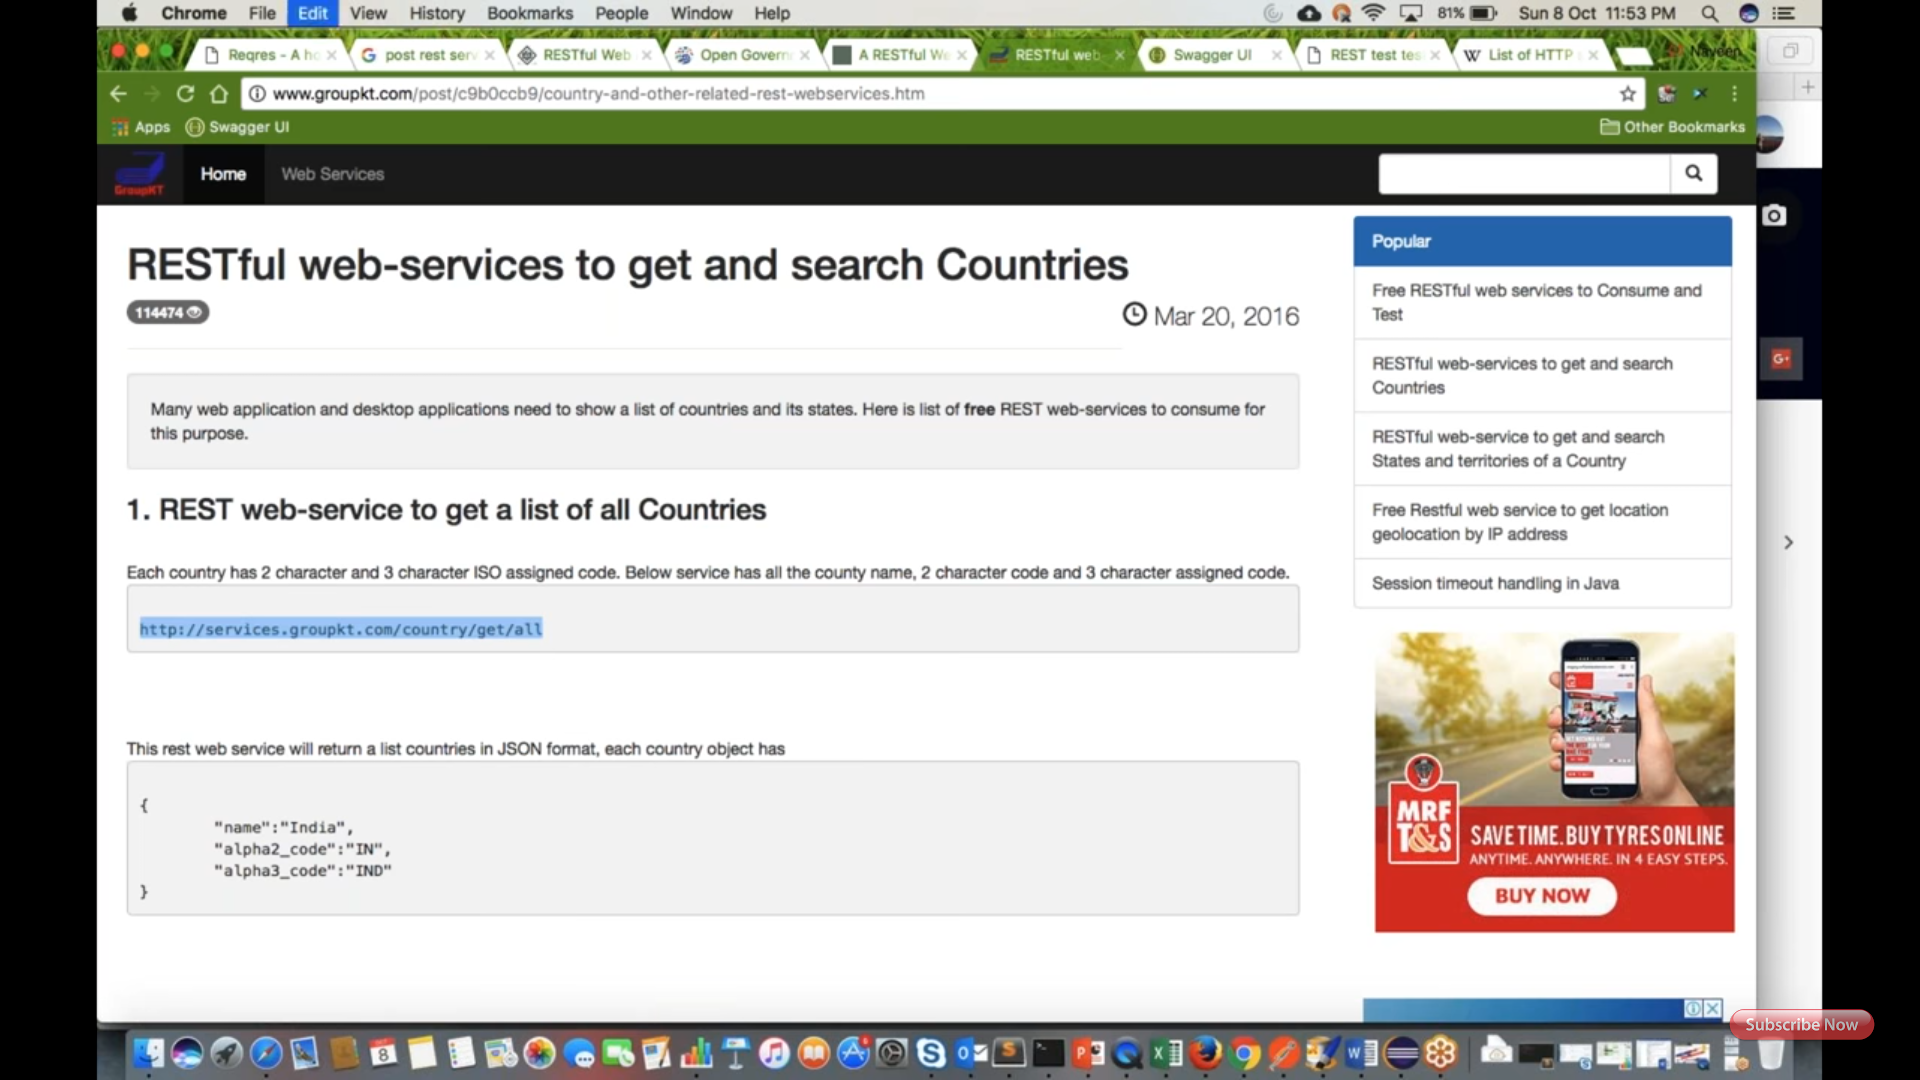 Chrome File Edit View History Bookmarks People Window Help 81% Sun 8 Oct 11:53 PM
Reqres - A ho post rest serv RESTful Web Open Governm A RESTful We RESTful web- Swagger UI REST test tes List of HTTP s Naveen
www.groupkt.com/post/c9b0ccb9/country-and-other-related-rest-webservices.htm
Apps Swagger UI Other Bookmarks
GroupKT Home Web Services
RESTful web-services to get and search Countries
114474
Mar 20, 2016
Many web application and desktop applications need to show a list of countries and its states. Here is list of free REST web-services to consume for
this purpose.
1. REST web-service to get a list of all Countries
Each country has 2 character and 3 character ISO assigned code. Below service has all the county name, 2 character code and 3 character assigned code.
http://services.groupkt.com/country/get/all
This rest web service will return a list countries in JSON format, each country object has
{
"name":"India",
"alpha2_code":"IN",
"alpha3_code":"IND"
}
Popular
Free RESTful web services to Consume and
Test
RESTful web-services to get and search
Countries
RESTful web-service to get and search
States and territories of a Country
Free Restful web service to get location
geolocation by IP address
Session timeout handling in Java
MRF
T&S
SAVE TIME. BUY TYRES ONLINE
ANYTIME. ANYWHERE. IN 4 EASY STEPS.
BUY NOW
G+
Subscribe Now